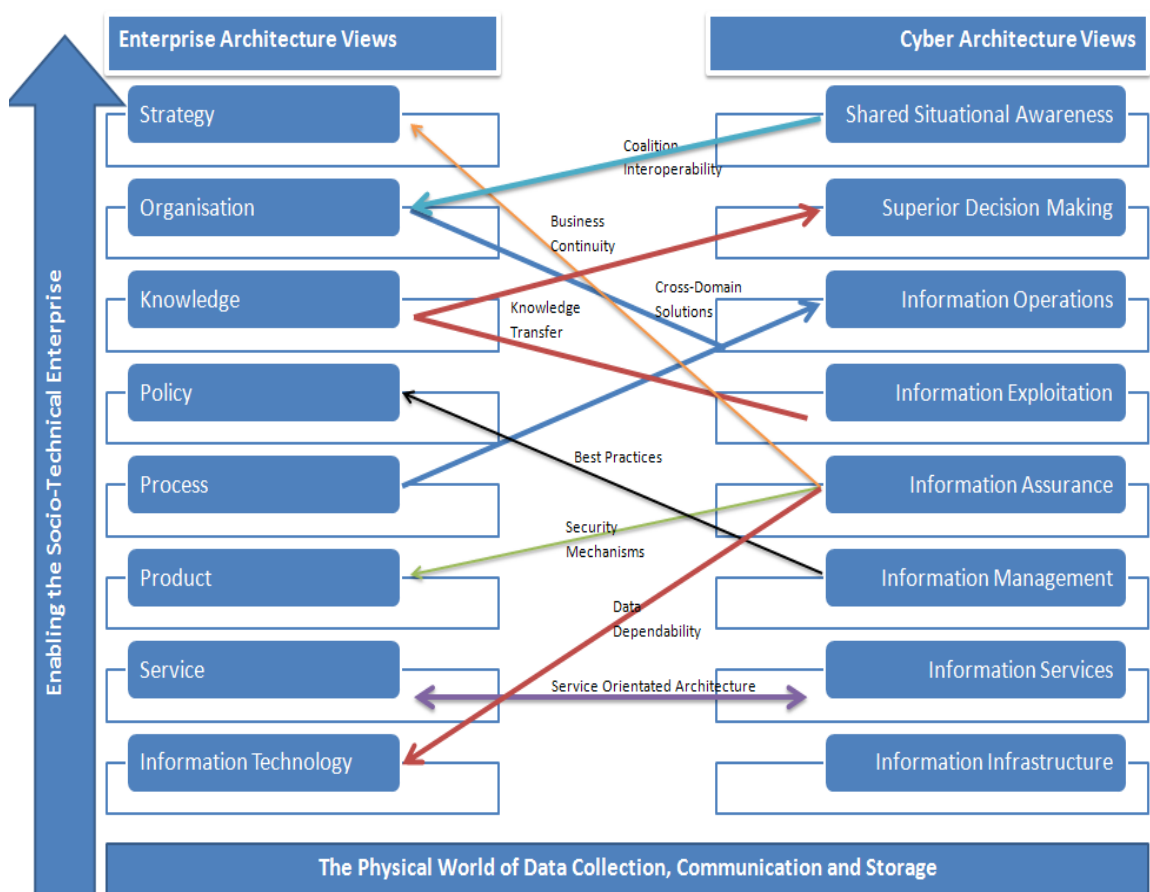 Enterprise Architecture Views
Cyber Architecture Views
Enabling the Socio-Technical Enterprise
Strategy
Shared Situational Awareness
Coalition
Interoperability
Organisation
Superior Decision Making
Business
Continuity
Knowledge
Information Operations
Cross-Domain
Solutions
Knowledge
Transfer
Policy
Information Exploitation
Best Practices
Process
Information Assurance
Security
Mechanisms
Product
Information Management
Data
Dependability
Service
Information Services
Service Orientated Architecture
Information Technology
Information Infrastructure
The Physical World of Data Collection, Communication and Storage